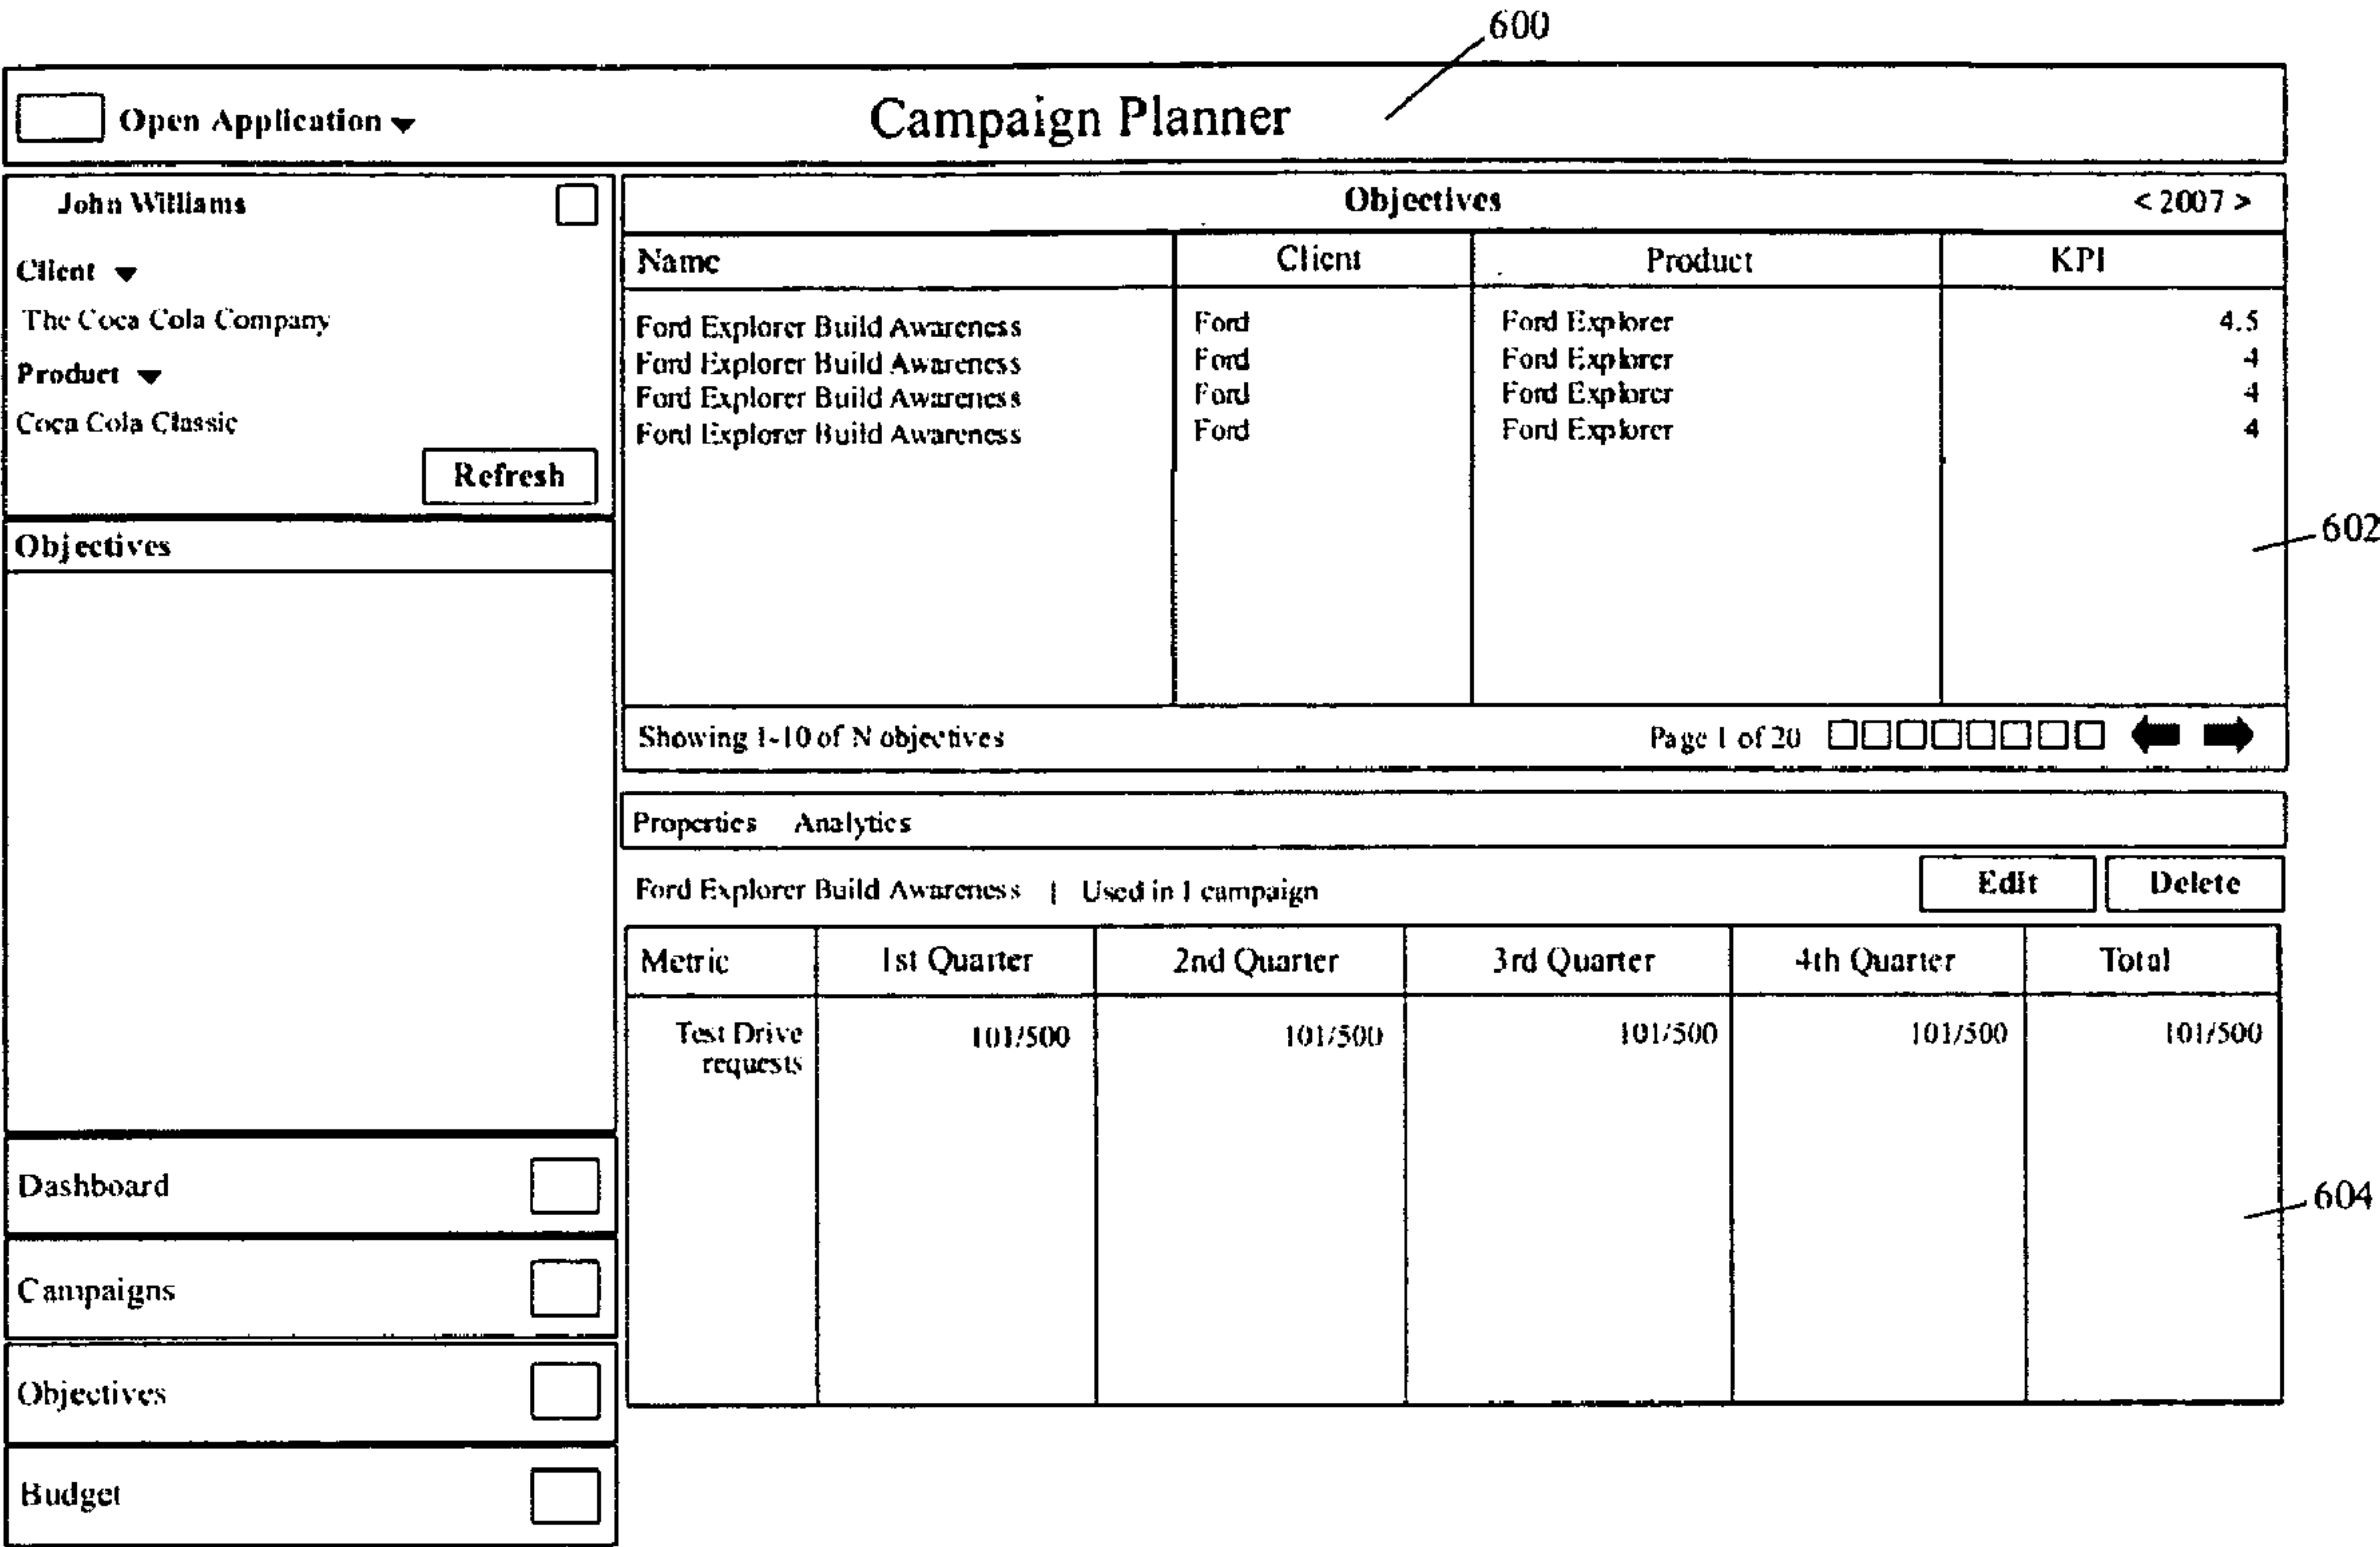 600
Open Application
Campaign Planner
John Williams
Client
The Coca Cola Company
Product
Coca Cola Classic
Refresh
Objectives
Dashboard
Campaigns
Objectives
Budget
Objectives
< 2007 >
Name Client Product KPI
Ford Explorer Build Awareness Ford Ford Explorer 4.5
Ford Explorer Build Awareness Ford Ford Explorer 4
Ford Explorer Build Awareness Ford Ford Explorer 4
Ford Explorer Build Awareness Ford Ford Explorer 4
602
Showing 1-10 of N objectives
Page 1 of 20
Properties Analytics
Ford Explorer Build Awareness | Used in 1 campaign
Edit Delete
Metric 1st Quarter 2nd Quarter 3rd Quarter 4th Quarter Total
Test Drive 101/500 101/500 101/500 101/500 101/500
requests
604